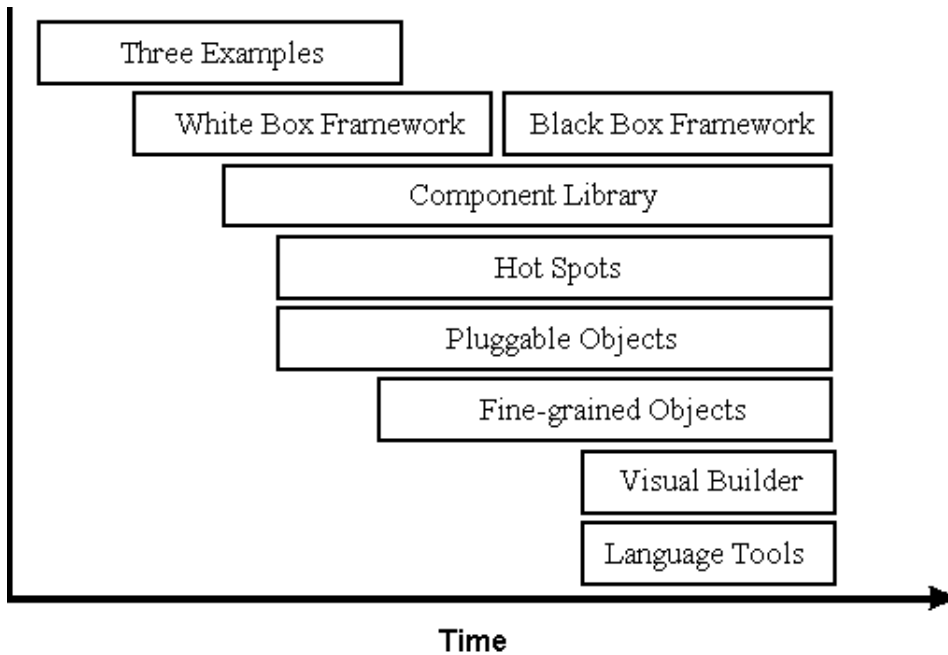 Three Examples
White Box Framework
Black Box Framework
Component Library
Hot Spots
Pluggable Objects
Fine-grained Objects
Visual Builder
Language Tools
Time